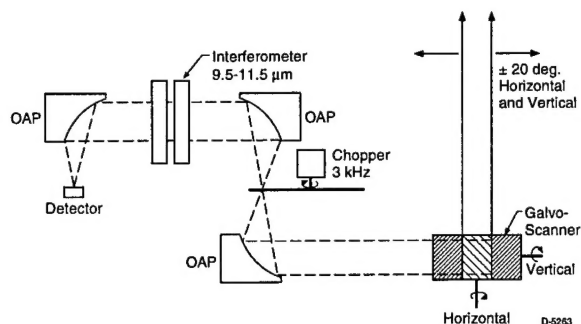 Interferometer
9.5-11.5 µm
± 20 deg.
Horizontal
and Vertical
OAP
OAP
Chopper
3 kHz
Detector
Galvo-
Scanner
OAP
Vertical
Horizontal
D-5263